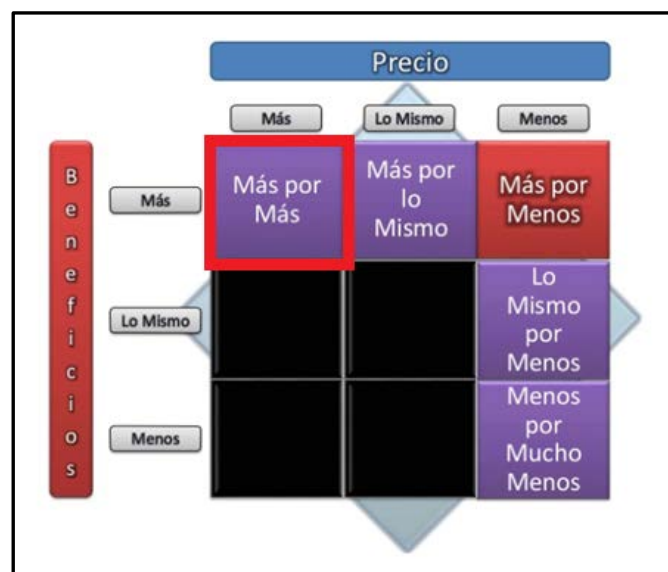 Precio
Más
Lo Mismo
Menos
Beneficios
Más
Más por
Más
Más por
lo
Mismo
Más por
Menos
Lo Mismo
Lo
Mismo
por
Menos
Menos
Menos
por
Mucho
Menos